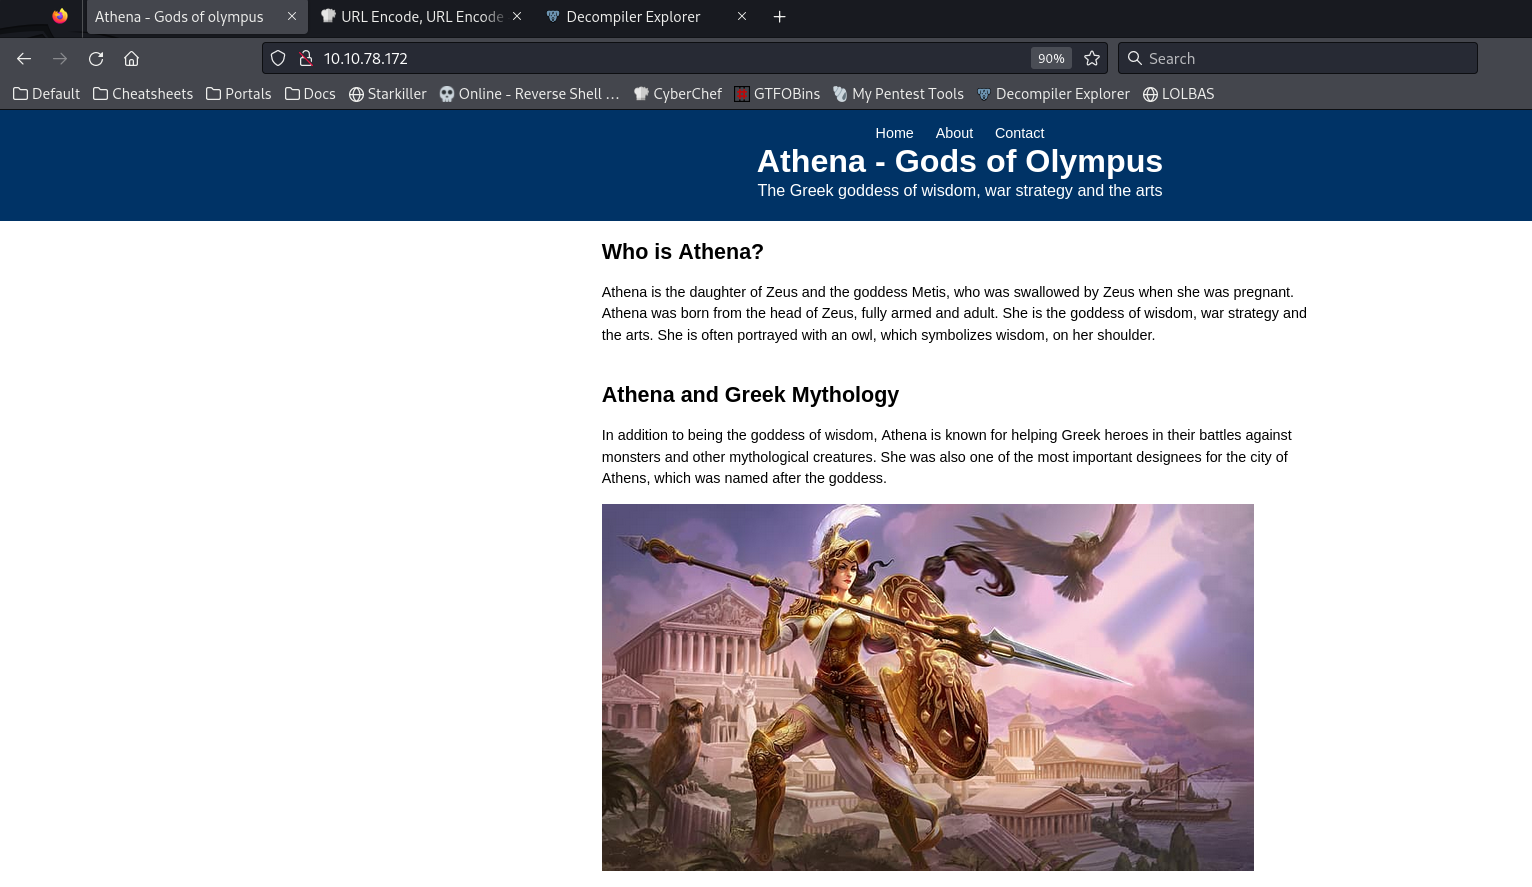 Athena - Gods of olympus
URL Encode, URL Encode
Decompiler Explorer
10.10.78.172
90%
Search
Default Cheatsheets Portals Docs Starkiller Online - Reverse Shell … CyberChef GTFOBins My Pentest Tools Decompiler Explorer LOLBAS
Home About Contact
Athena - Gods of Olympus
The Greek goddess of wisdom, war strategy and the arts
Who is Athena?
Athena is the daughter of Zeus and the goddess Metis, who was swallowed by Zeus when she was pregnant.
Athena was born from the head of Zeus, fully armed and adult. She is the goddess of wisdom, war strategy and
the arts. She is often portrayed with an owl, which symbolizes wisdom, on her shoulder.
Athena and Greek Mythology
In addition to being the goddess of wisdom, Athena is known for helping Greek heroes in their battles against
monsters and other mythological creatures. She was also one of the most important designees for the city of
Athens, which was named after the goddess.